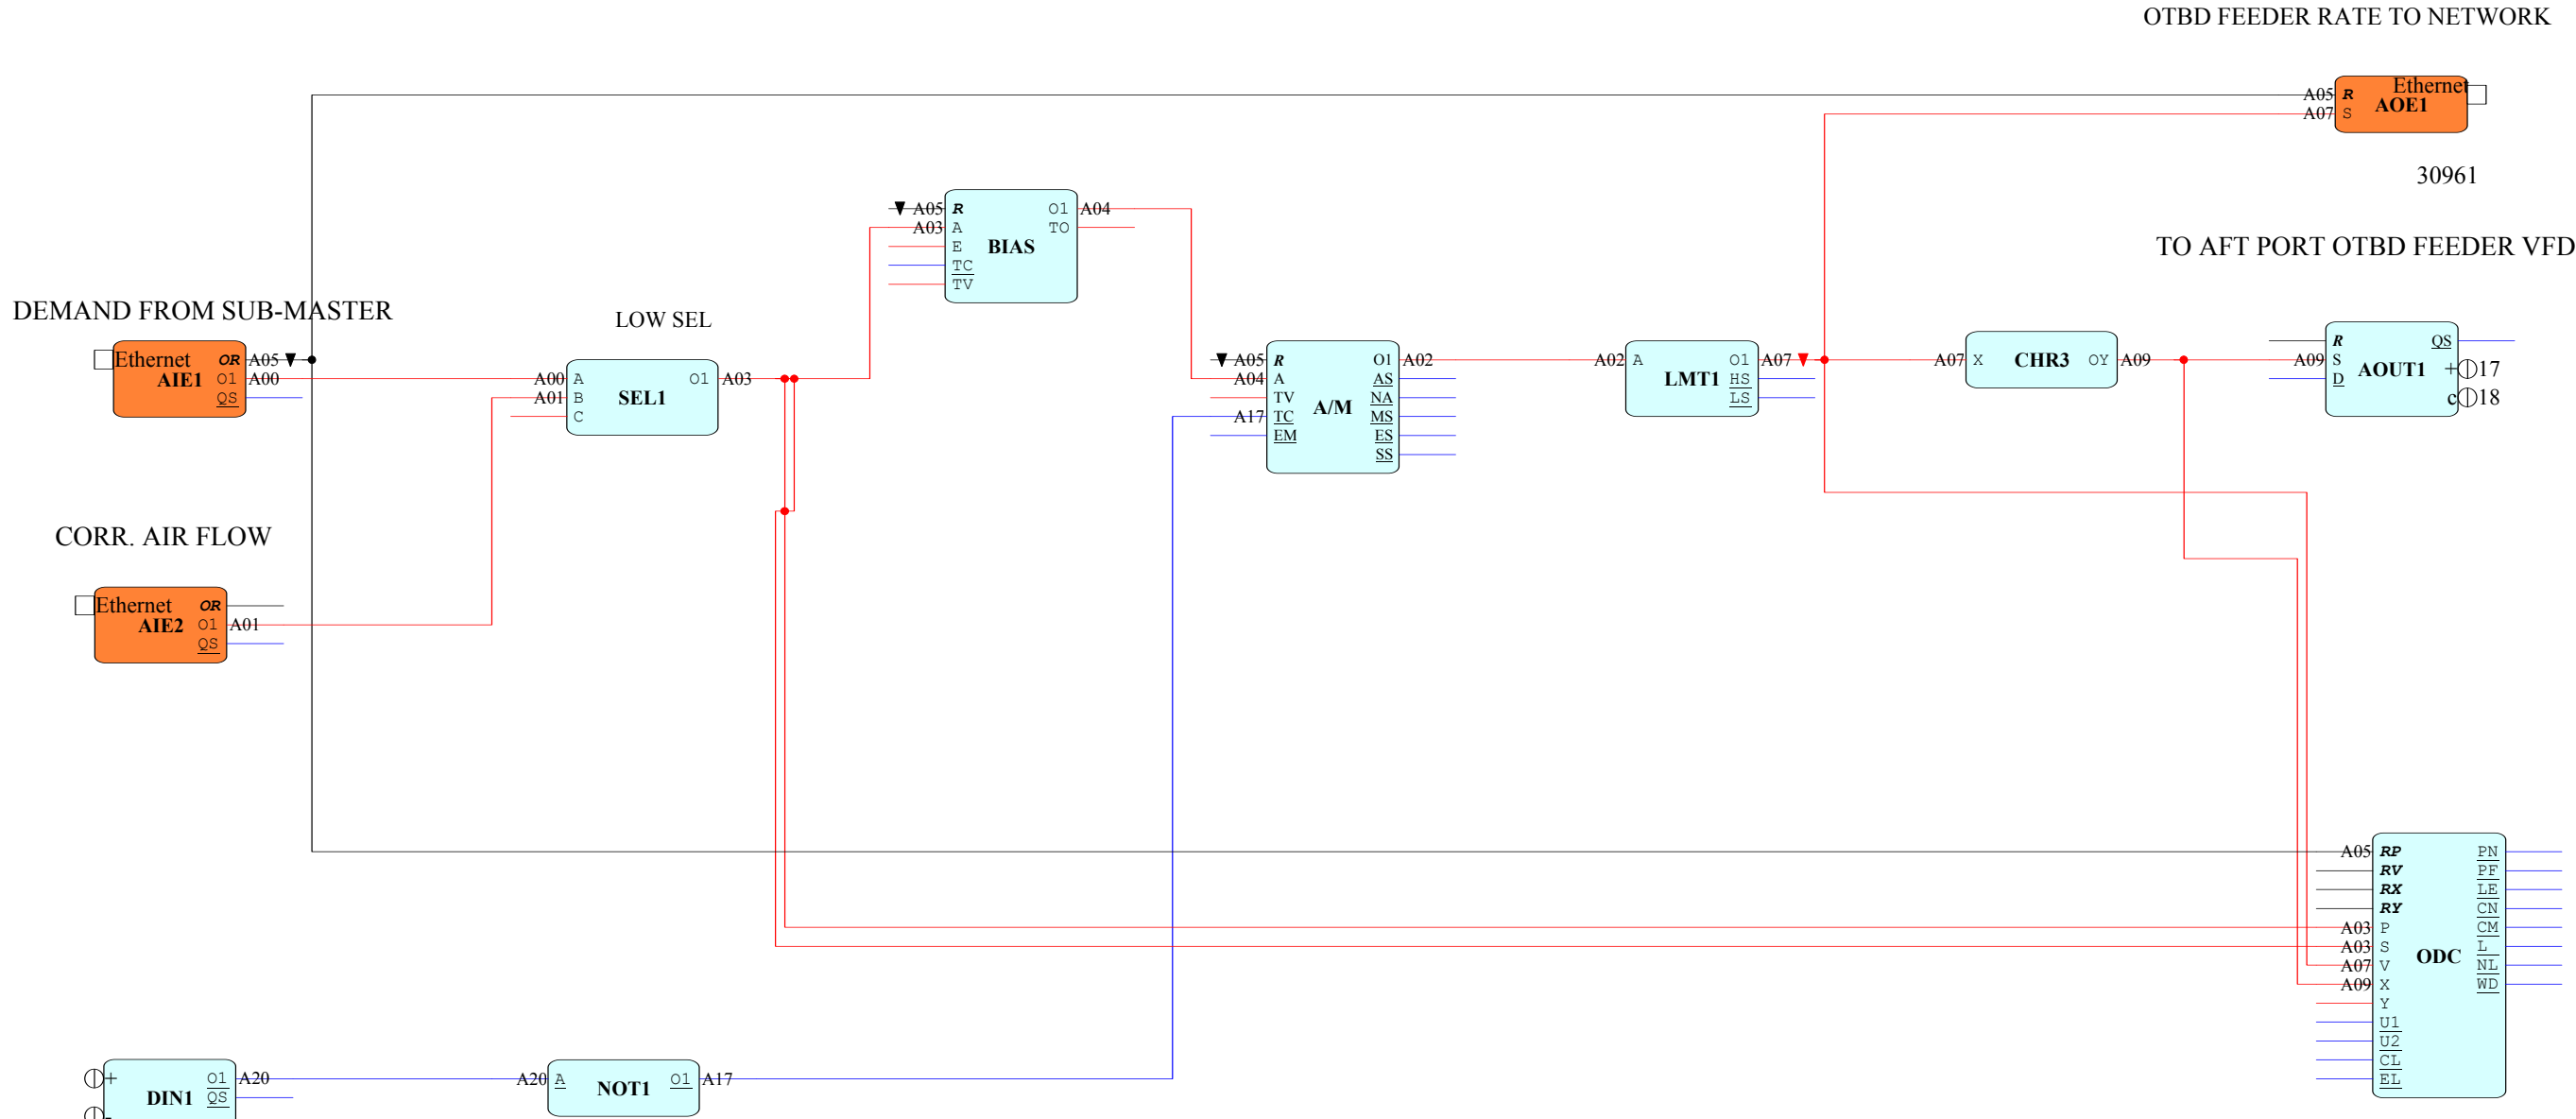 OTBD FEEDER RATE TO NETWORK
A05 R Ethernet
AOE1
A07 S
30961
A05 R O1 A04
A03 A TO
BIAS
E
TC
TV
TO AFT PORT OTBD FEEDER VFD
DEMAND FROM SUB-MASTER
Ethernet OR A05
AIE1 O1 A00
QS
LOW SEL
A00 A O1 A03
A01 B SEL1
C
A05 R O1 A02
A04 A AS
TV A/M NA
A17 TC MS
EM ES
SS
A02 A O1 A07
LMT1 HS
LS
A07 X CHR3 OY A09
R QS
A09 S AOUT1 + 17
D
c 18
CORR. AIR FLOW
Ethernet OR
AIE2 O1 A01
QS
A05 RP PN
RV PF
RX LE
RY CN
A03 P CM
A03 S L
ODC
A07 V NL
A09 X WD
Y
U1
U2
CL
EL
+ O1 A20
DIN1 QS
-
A20 A NOT1 O1 A17